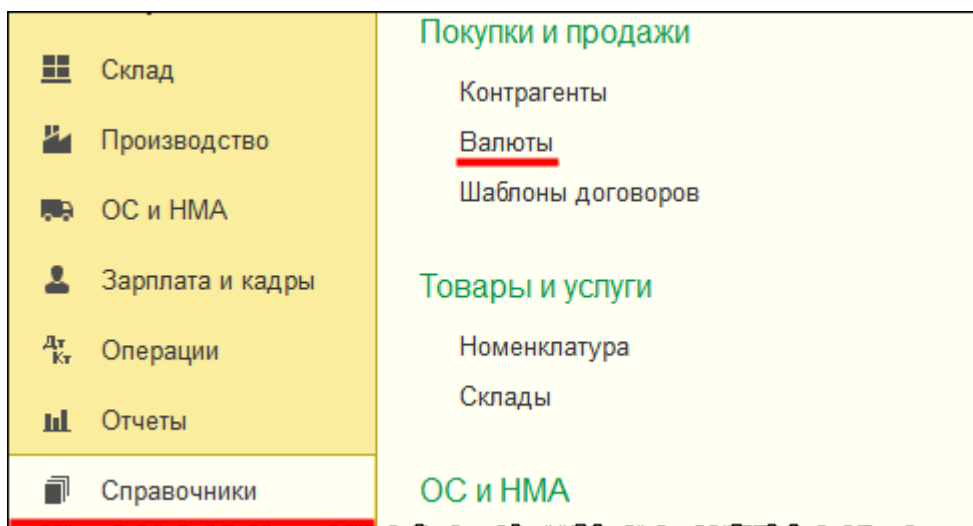 Склад
Производство
ОС и НМА
Зарплата и кадры
Дт
Кт
Операции
Отчеты
Справочники
Покупки и продажи
Контрагенты
Валюты
Шаблоны договоров
Товары и услуги
Номенклатура
Склады
ОС и НМА